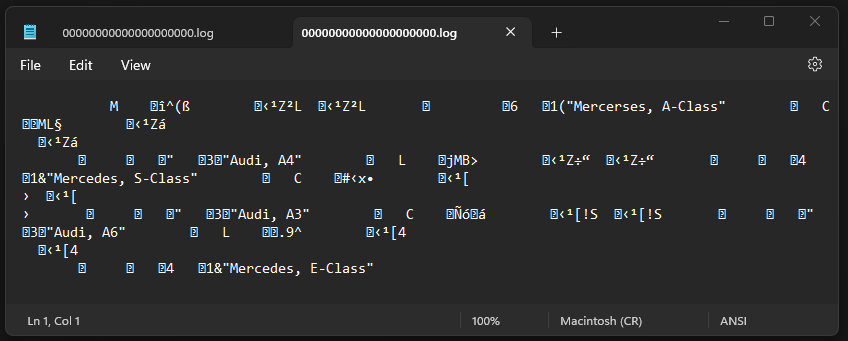 00000000000000000000.log
00000000000000000000.log
File Edit View
M ⍰î^(ß ⍰‹¹Z²L ⍰‹¹Z²L ⍰ ⍰6 ⍰1("Mercerses, A-Class" ⍰ C
⍰⍰ML§ ⍰‹¹Zá
⍰‹¹Zá
⍰ ⍰ ⍰" ⍰3⍰"Audi, A4" ⍰ L ⍰jMB> ⍰‹¹Z÷“ ⍰‹¹Z÷“ ⍰ ⍰ ⍰4
⍰1&"Mercedes, S-Class" ⍰ C ⍰#‹x• ⍰‹¹[
› ⍰‹¹[
› ⍰ ⍰ ⍰" ⍰3⍰"Audi, A3" ⍰ C ⍰Ñó⍰á ⍰‹¹[!S ⍰‹¹[!S ⍰ ⍰ ⍰"
⍰3⍰"Audi, A6" ⍰ L ⍰⍰.9^ ⍰‹¹[4
⍰‹¹[4
⍰ ⍰ ⍰4 ⍰1&"Mercedes, E-Class"
Ln 1, Col 1 100% Macintosh (CR) ANSI